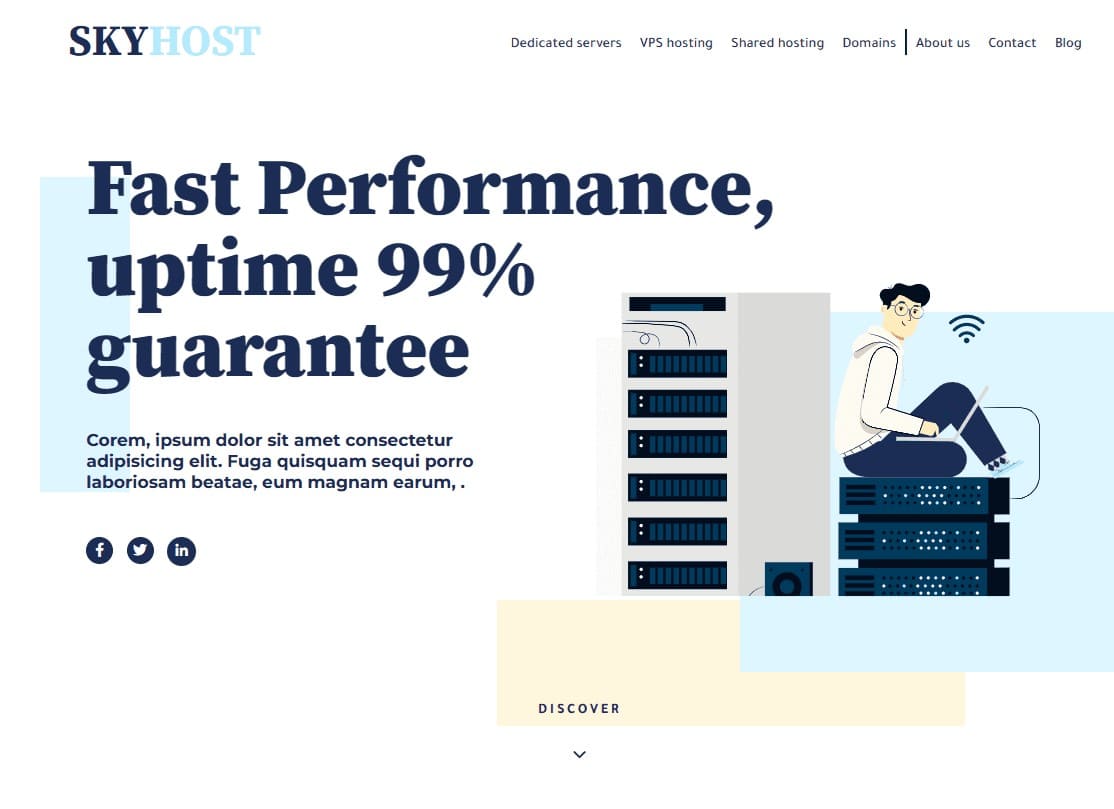 SKYHOST
Dedicated servers VPS hosting Shared hosting Domains About us Contact Blog
Fast Performance,
uptime 99%
guarantee
Corem, ipsum dolor sit amet consectetur
adipisicing elit. Fuga quisquam sequi porro
laboriosam beatae, eum magnam earum, .
DISCOVER